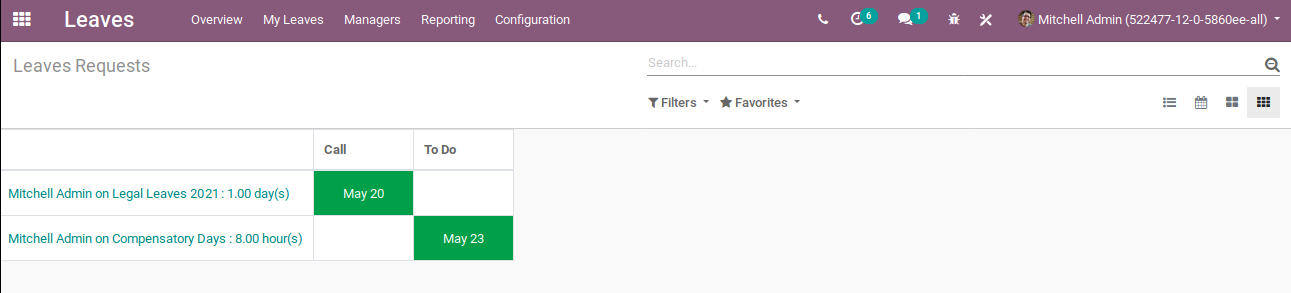 Leaves Overview My Leaves Managers Reporting Configuration 6 1 Mitchell Admin (522477-12-0-5860ee-all)
Leaves Requests Search...
Filters Favorites
Call To Do
Mitchell Admin on Legal Leaves 2021 : 1.00 day(s) May 20
Mitchell Admin on Compensatory Days : 8.00 hour(s) May 23